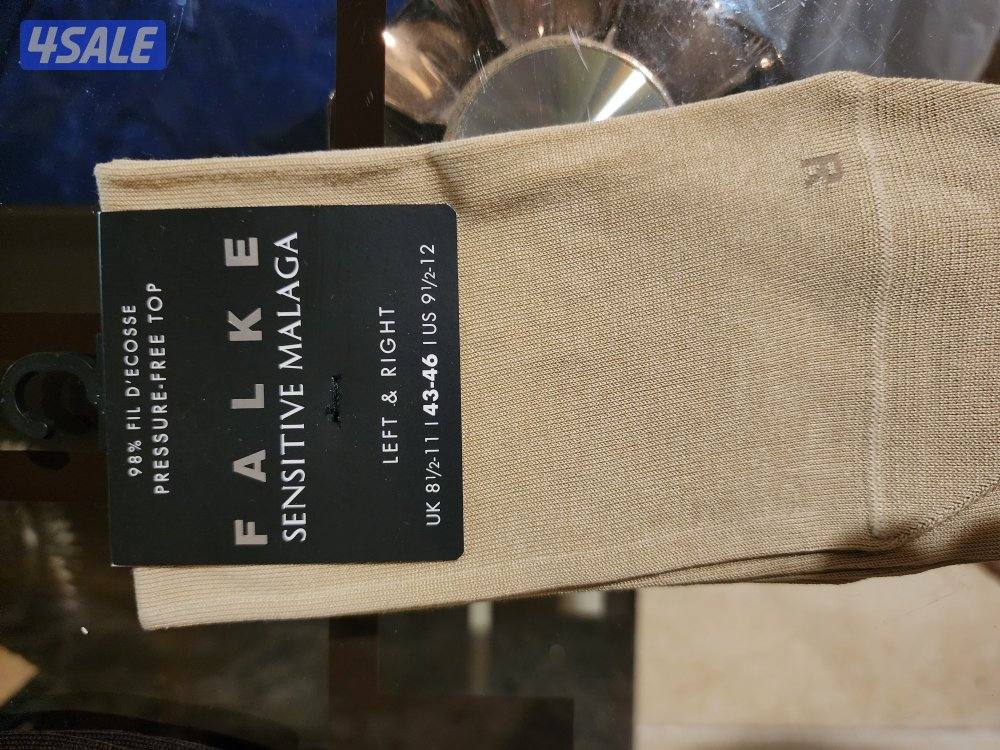 4SALE
98% FIL D'ECOSSE
PRESSURE-FREE TOP
FALKE
SENSITIVE MALAGA
LEFT & RIGHT
UK 8½-11 | 43-46 | US 9½-12
R